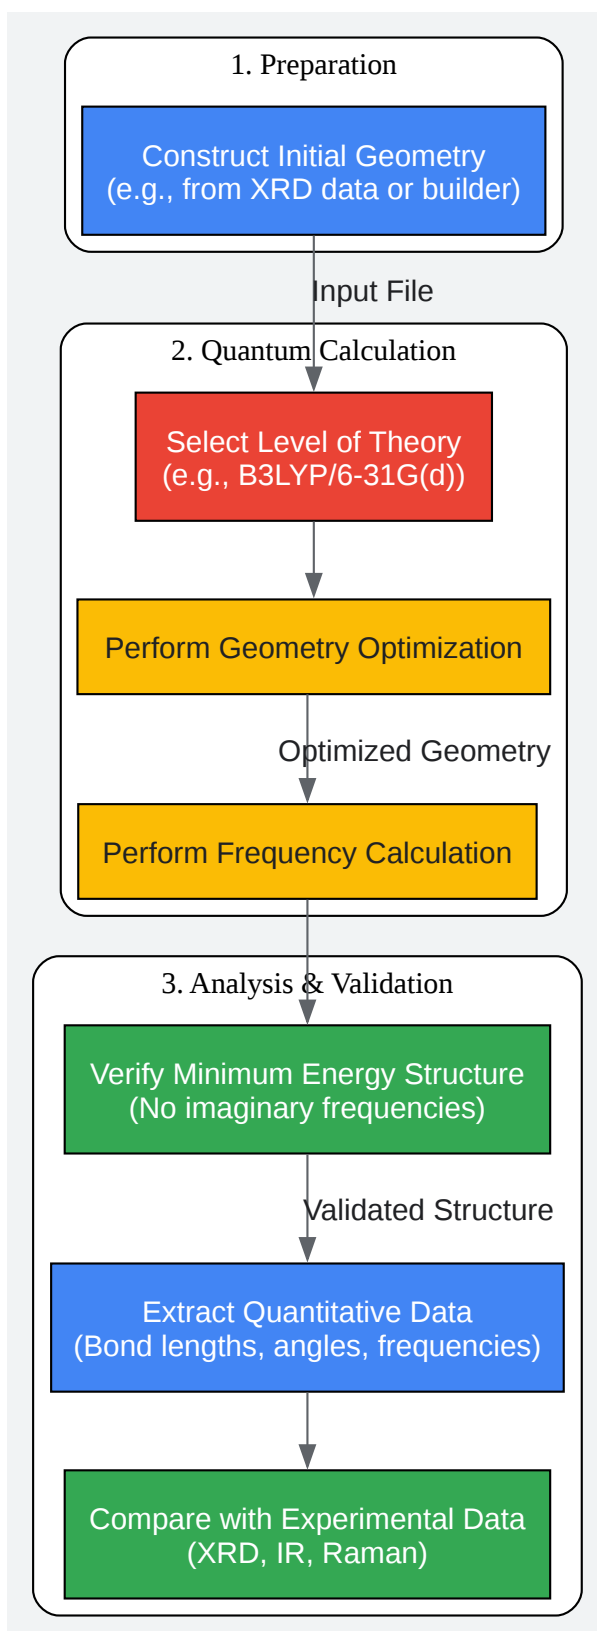 1. Preparation
Construct Initial Geometry
(e.g., from XRD data or builder)
Input File
2. Quantum Calculation
Select Level of Theory
(e.g., B3LYP/6-31G(d))
Perform Geometry Optimization
Optimized Geometry
Perform Frequency Calculation
3. Analysis & Validation
Verify Minimum Energy Structure
(No imaginary frequencies)
Validated Structure
Extract Quantitative Data
(Bond lengths, angles, frequencies)
Compare with Experimental Data
(XRD, IR, Raman)